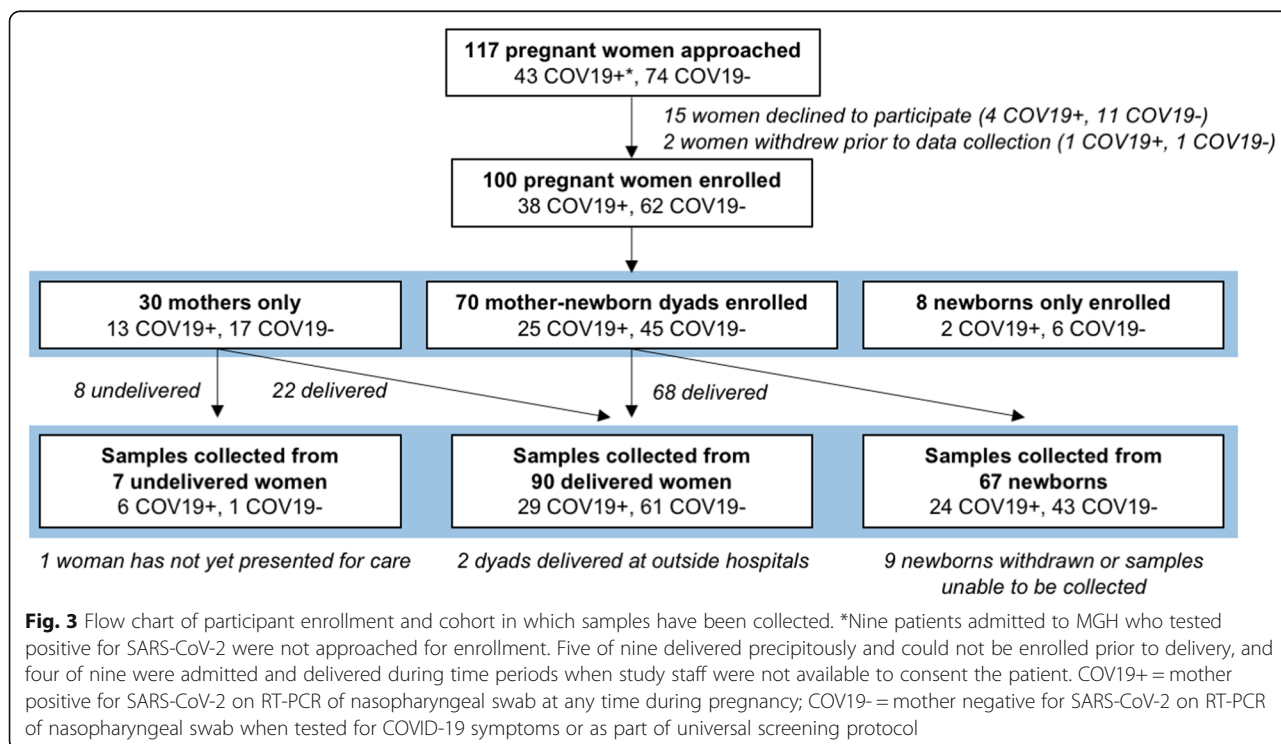 117 pregnant women approached
43 COV19+*, 74 COV19-
15 women declined to participate (4 COV19+, 11 COV19-)
2 women withdrew prior to data collection (1 COV19+, 1 COV19-)
100 pregnant women enrolled
38 COV19+, 62 COV19-
30 mothers only
13 COV19+, 17 COV19-
70 mother-newborn dyads enrolled
25 COV19+, 45 COV19-
8 newborns only enrolled
2 COV19+, 6 COV19-
8 undelivered
22 delivered
68 delivered
Samples collected from
7 undelivered women
6 COV19+, 1 COV19-
Samples collected from
90 delivered women
29 COV19+, 61 COV19-
Samples collected from
67 newborns
24 COV19+, 43 COV19-
1 woman has not yet presented for care
2 dyads delivered at outside hospitals
9 newborns withdrawn or samples
unable to be collected
Fig. 3 Flow chart of participant enrollment and cohort in which samples have been collected. *Nine patients admitted to MGH who tested
positive for SARS-CoV-2 were not approached for enrollment. Five of nine delivered precipitously and could not be enrolled prior to delivery, and
four of nine were admitted and delivered during time periods when study staff were not available to consent the patient. COV19+ = mother
positive for SARS-CoV-2 on RT-PCR of nasopharyngeal swab at any time during pregnancy; COV19- = mother negative for SARS-CoV-2 on RT-PCR
of nasopharyngeal swab when tested for COVID-19 symptoms or as part of universal screening protocol